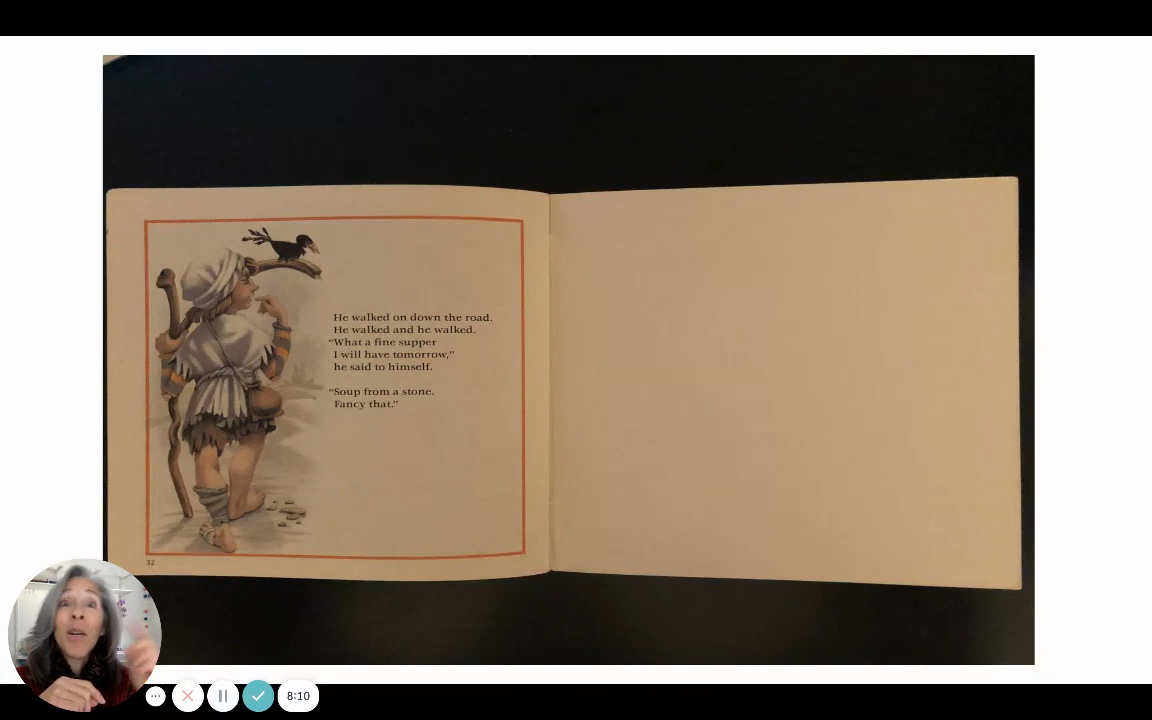 He walked on down the road.
He walked and he walked.
“What a fine supper
I will have tomorrow,”
he said to himself.
“Soup from a stone.
Fancy that.”
32
8:10